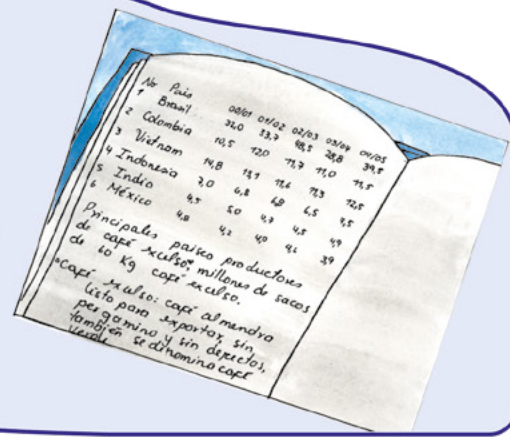 No País 00/01 01/02 02/03 03/04 04/05
1 Brasil 32,0 33,7 48,5 28,8 39,5
2 Colombia 10,5 12,0 11,7 11,0 11,5
3 Vietnam 14,8 13,1 11,6 11,3 12,5
4 Indonesia 7,0 6,8 6,8 6,5 7,5
5 India 4,5 5,0 4,7 4,5 4,9
6 México 4,8 4,2 4,0 4,2 3,9
Principales países productores
de café excelso* millones de sacos
de 60 Kg café excelso.
*Café excelso: café almendra
listo para exportar, sin
pergamino y sin defectos,
también se dinomina café
verde